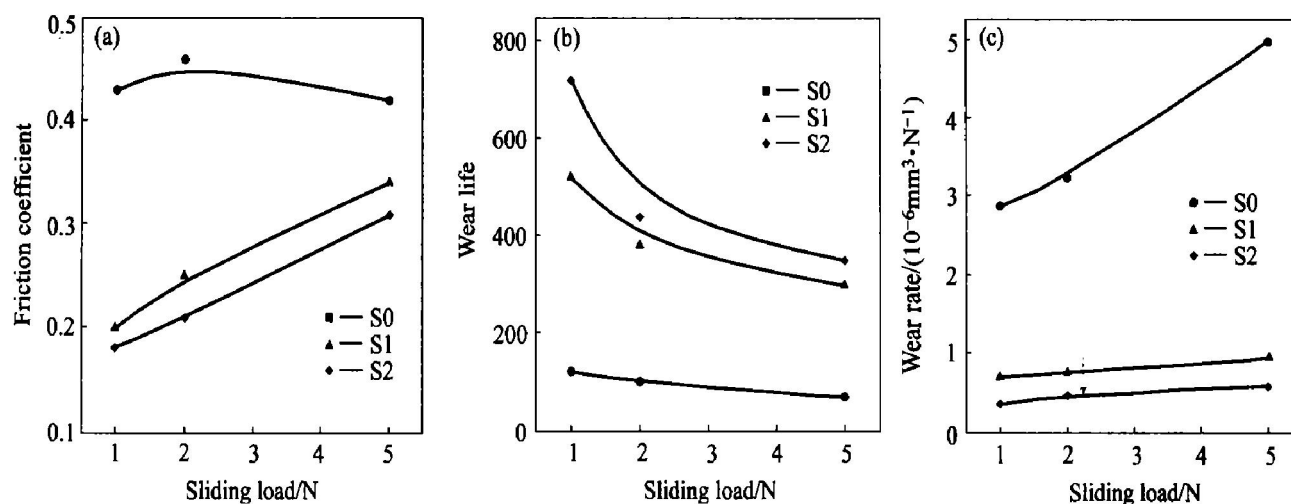 (a)
0.5
0.4
0.3
0.2
0.1
Friction coefficient
S0
S1
S2
1 2 3 4 5
Sliding load/N
(b)
800
600
400
200
0
Wear life
S0
S1
S2
1 2 3 4 5
Sliding load/N
(c)
5
4
3
2
1
0
Wear rate/(10⁻⁶mm³·N⁻¹)
S0
S1
S2
1 2 3 4 5
Sliding load/N